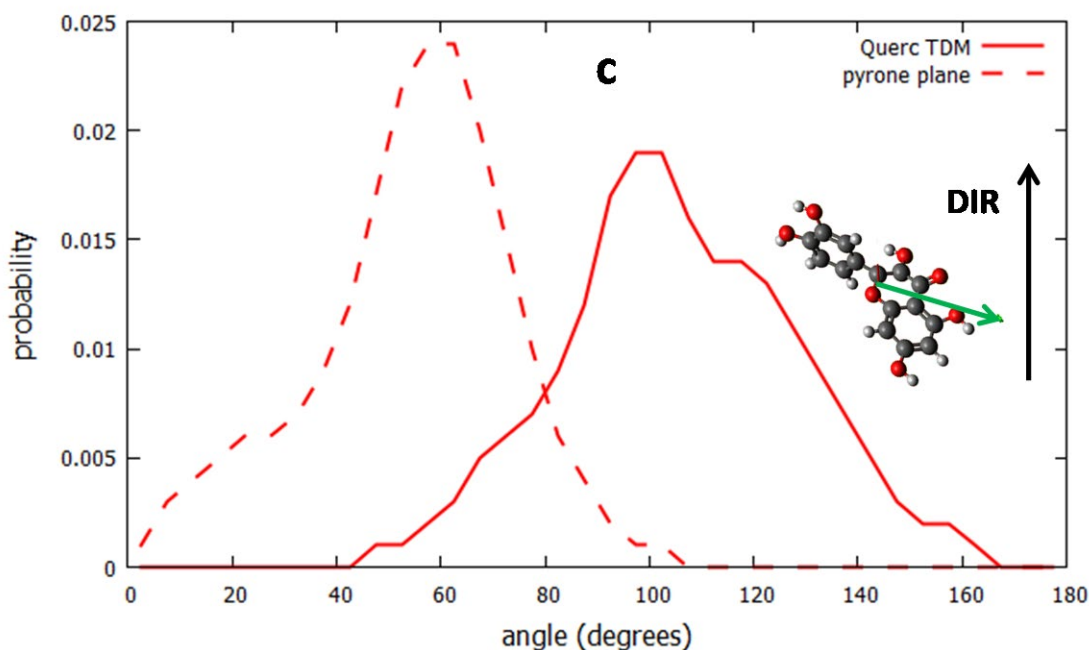 0.025
0.02
0.015
0.01
0.005
0
probability
C
Querc TDM
pyrone plane
DIR
0 20 40 60 80 100 120 140 160 180
angle (degrees)